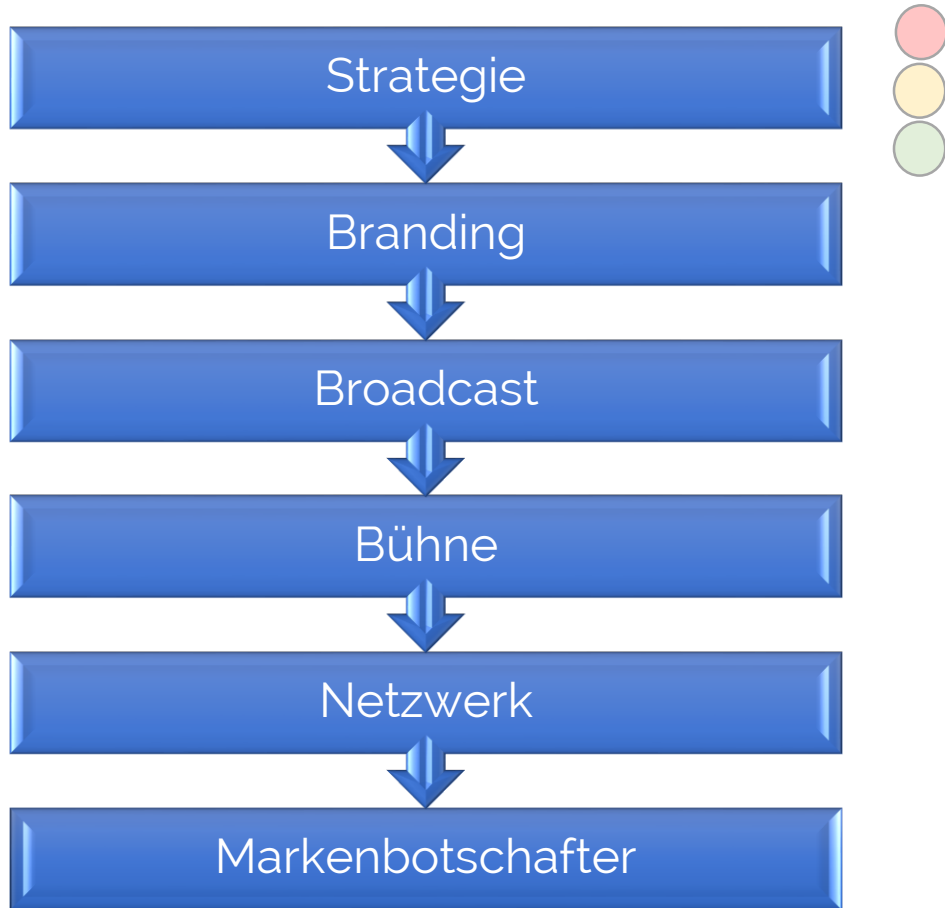 Strategie
Branding
Broadcast
Bühne
Netzwerk
Markenbotschafter